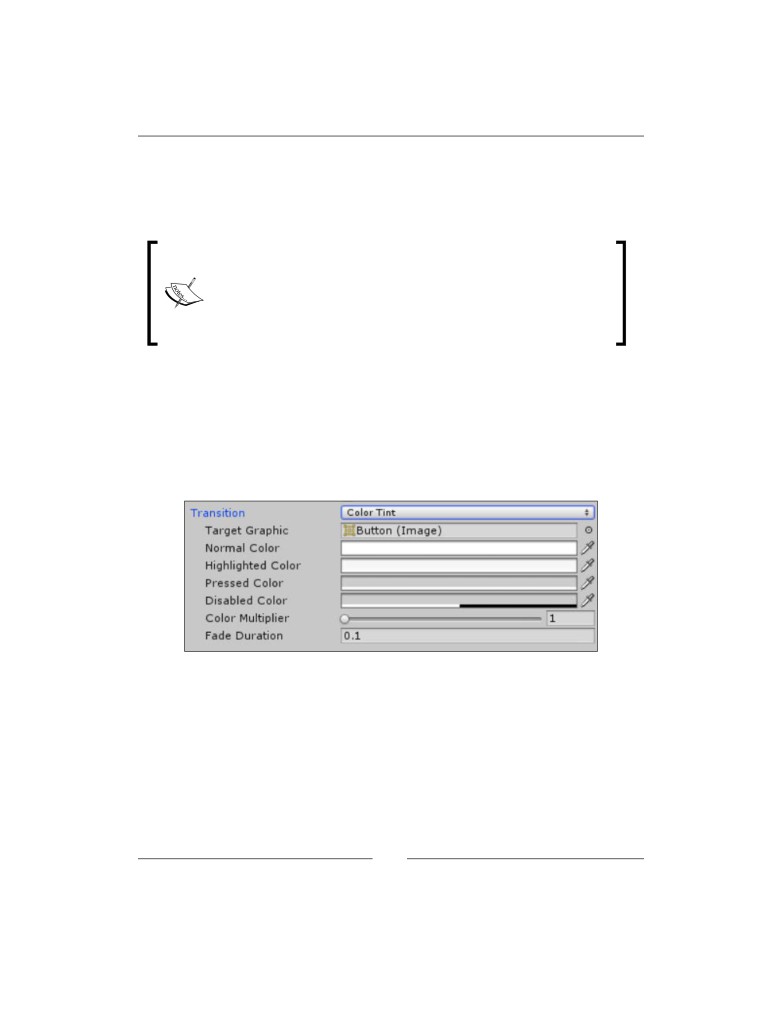 Transition Color Tint
Target Graphic Button (Image)
Normal Color
Highlighted Color
Pressed Color
Disabled Color
Color Multiplier 1
Fade Duration 0.1